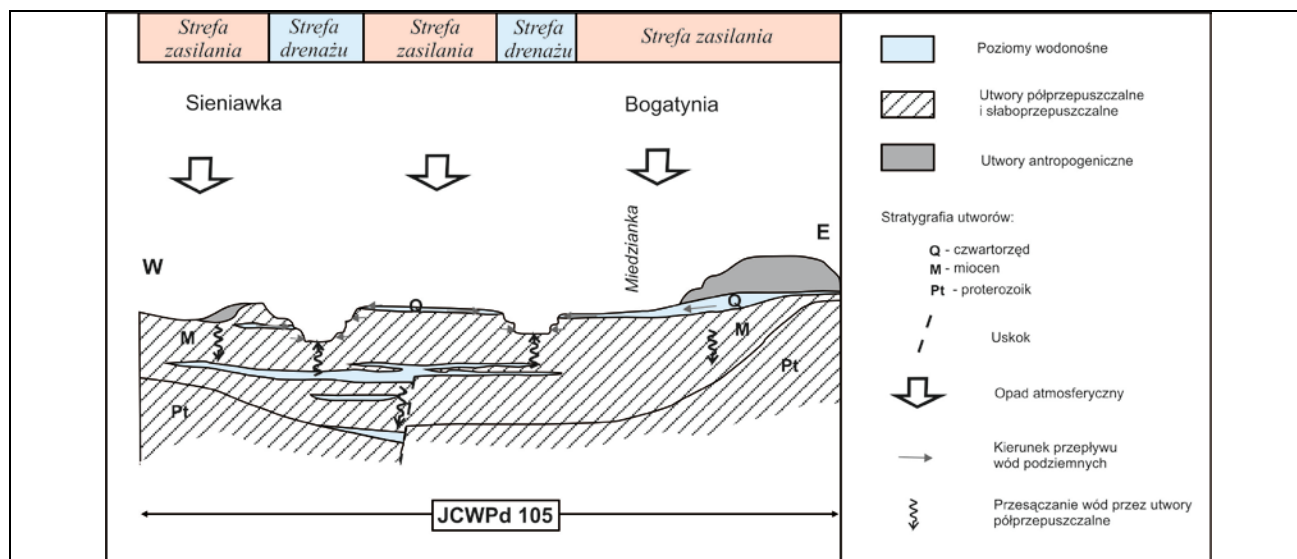 Strefa
zasilania
Strefa
drenażu
Strefa
zasilania
Strefa
drenażu
Strefa zasilania
Sieniawka
Bogatynia
Miedzianka
W
E
Q
Q
M
M
Pt
Pt
JCWPd 105
Poziomy wodonośne
Utwory półprzepuszczalne
i słaboprzepuszczalne
Utwory antropogeniczne
Stratygrafia utworów:
Q - czwartorzęd
M - miocen
Pt - proterozoik
Uskok
Opad atmosferyczny
Kierunek przepływu
wód podziemnych
Przesączanie wód przez utwory
półprzepuszczalne